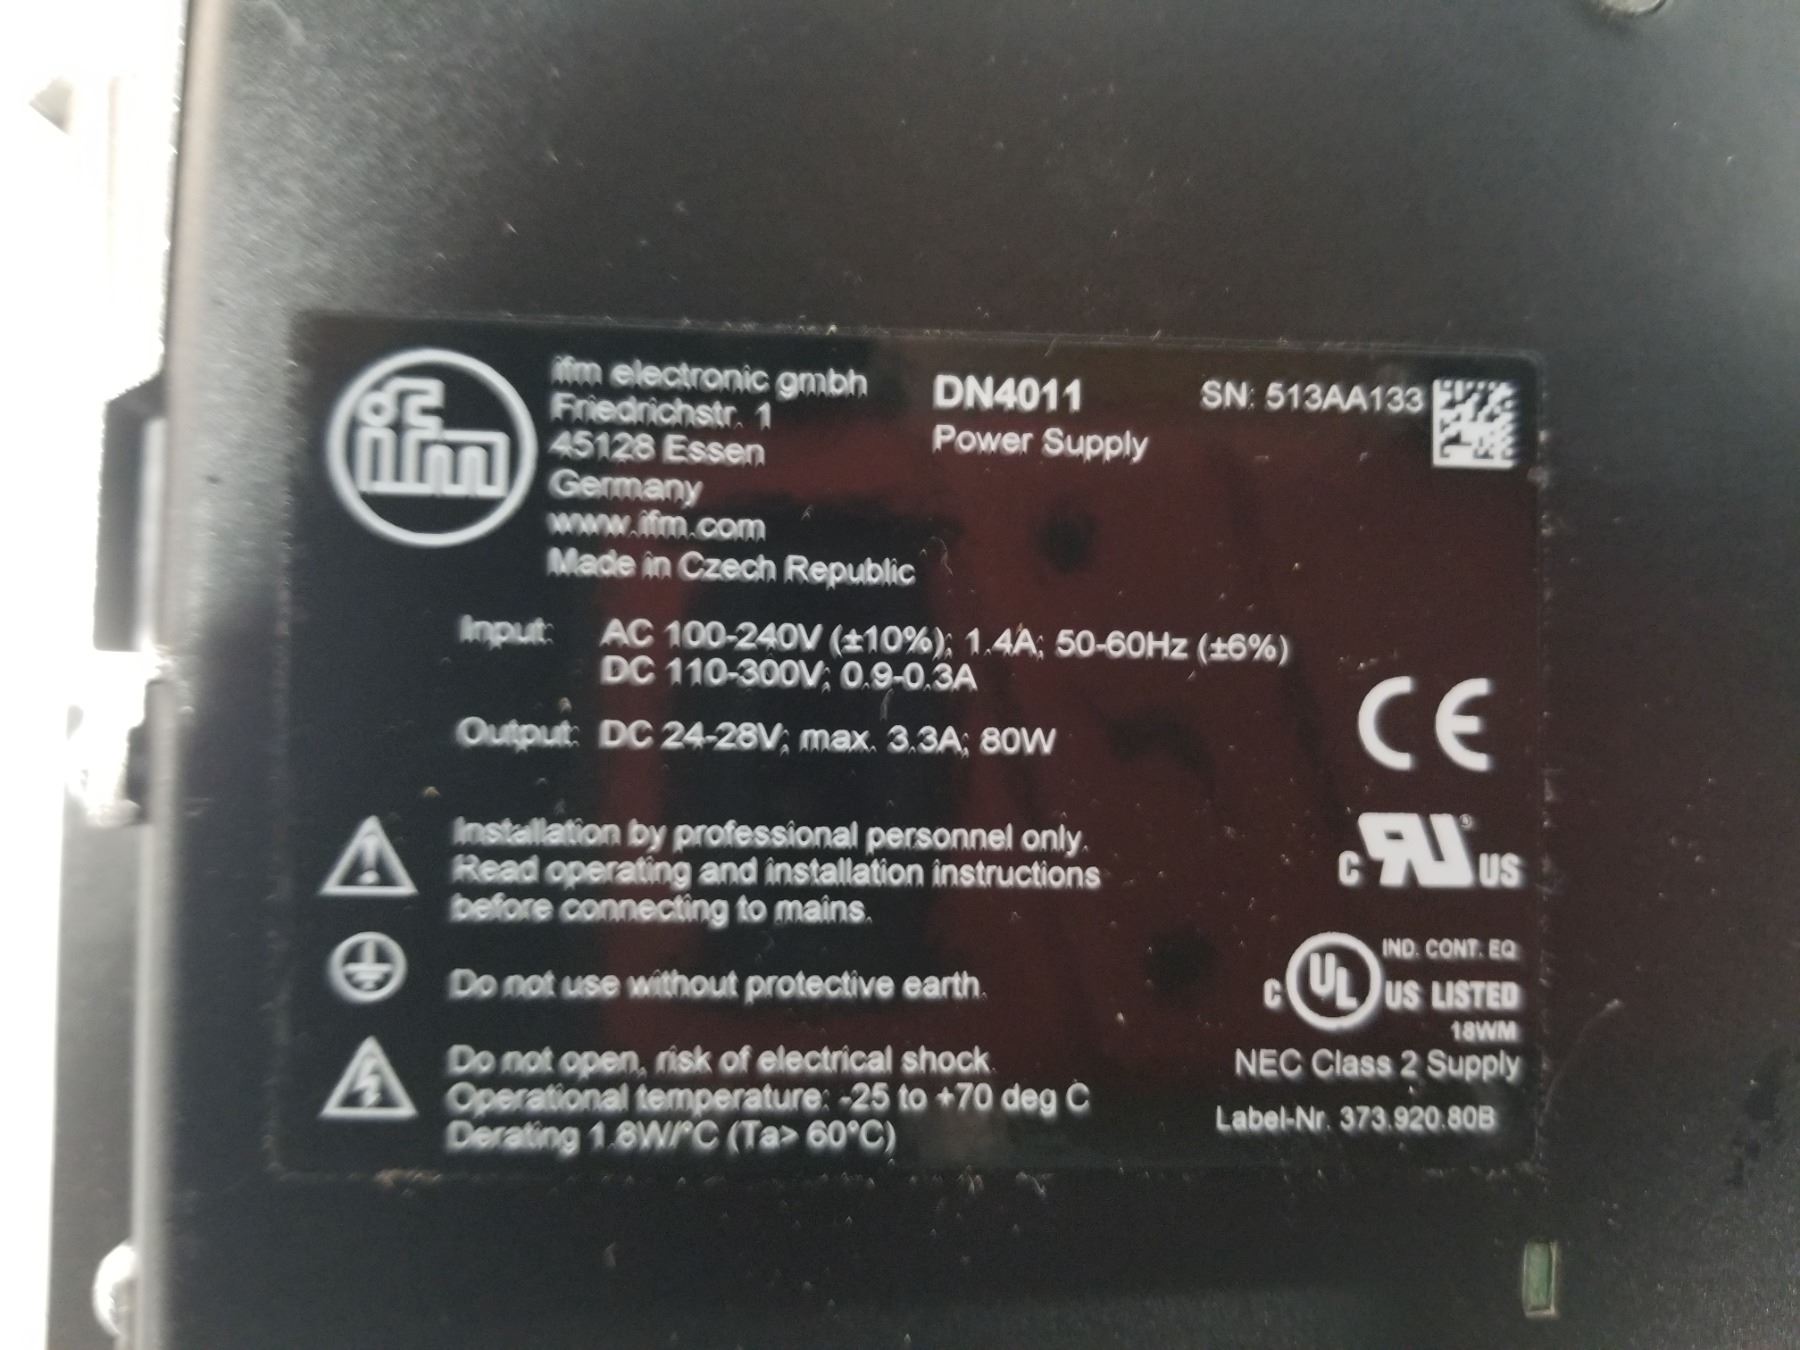 ifm
ifm electronic gmbh
Friedrichstr. 1
45128 Essen
Germany
www.ifm.com
Made in Czech Republic
DN4011
Power Supply
SN: 513AA133
Input: AC 100-240V (±10%); 1.4A; 50-60Hz (±6%)
DC 110-300V; 0.9-0.3A
Output: DC 24-28V; max. 3.3A; 80W
CE
Installation by professional personnel only.
Read operating and installation instructions
before connecting to mains.
c RU ® US
Do not use without protective earth.
IND. CONT. EQ
c UL US LISTED
18WM
Do not open, risk of electrical shock.
Operational temperature: -25 to +70 deg C
Derating 1.8W/°C (Ta> 60°C)
NEC Class 2 Supply
Label-Nr. 373.920.80B